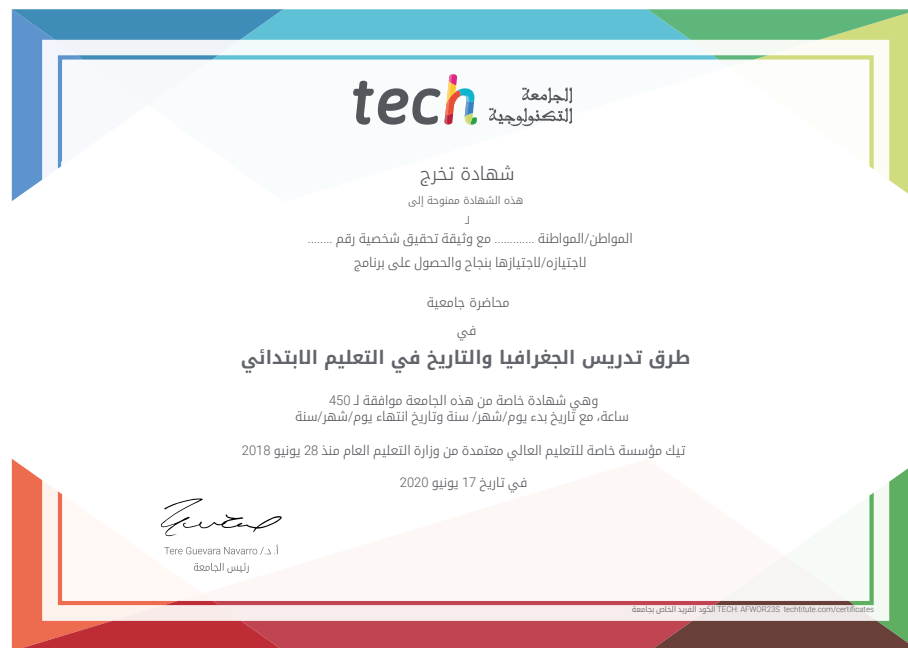 tech الجامعة
التكنولوجية
شهادة تخرج
هذه الشهادة ممنوحة إلى
لـ
المواطن/المواطنة ............ مع وثيقة تحقيق شخصية رقم ........
لاجتيازه/لاجتيازها بنجاح والحصول على برنامج
محاضرة جامعية
في
طرق تدريس الجغرافيا والتاريخ في التعليم الابتدائي
وهي شهادة خاصة من هذه الجامعة موافقة لـ 450
ساعة، مع تاريخ بدء يوم/شهر/ سنة وتاريخ انتهاء يوم/شهر/سنة
تيك مؤسسة خاصة للتعليم العالي معتمدة من وزارة التعليم العام منذ 28 يونيو 2018
في تاريخ 17 يونيو 2020
أ. د./ Tere Guevara Navarro
رئيس الجامعة
الكود الفريد الخاص بجامعة TECH: AFWOR23S techtitute.com/certificates